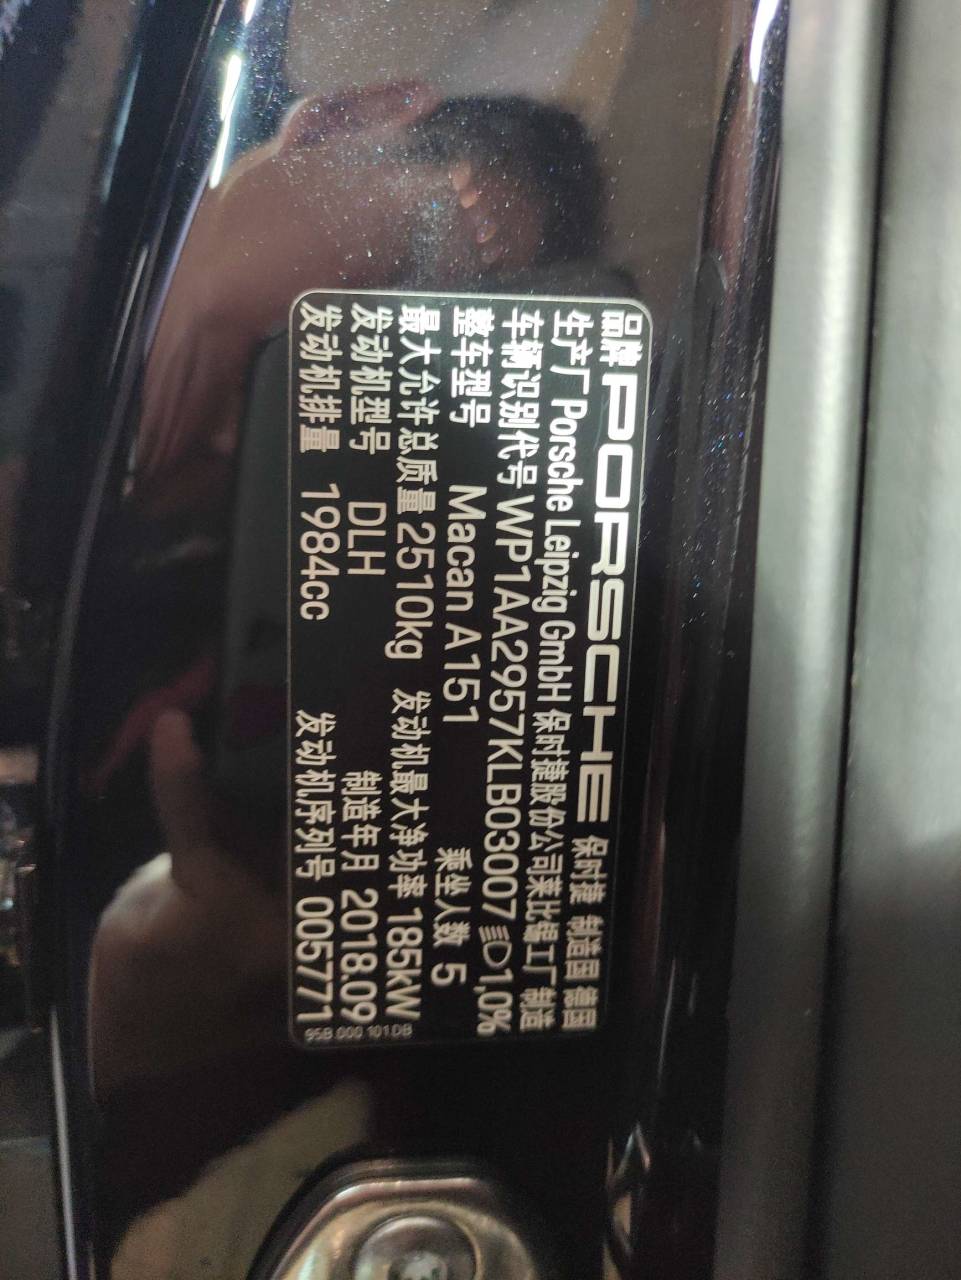 品牌 PORSCHE 保时捷 制造国 德国
生产厂 Porsche Leipzig GmbH 保时捷股份公司莱比锡工厂 制造
车辆识别代号 WP1AA2957KLB03007 1,0%
整车型号 Macan A151 乘坐人数 5
最大允许总质量 2510kg 发动机最大净功率 185kW
发动机型号 DLH 制造年月 2018.09
发动机排量 1984cc 发动机序列号 005771
95B.000.101.DB